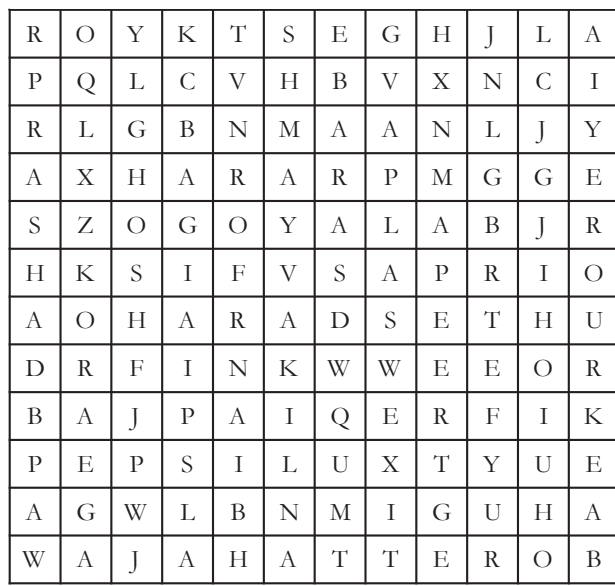 R O Y K T S E G H J L A
P Q L C V H B V X N C I
R L G B N M A A N L J Y
A X H A R A R P M G G E
S Z O G O Y A L A B J R
H K S I F V S A P R I O
A O H A R A D S E T H U
D R F I N K W W E E O R
B A J P A I Q E R F I K
P E P S I L U X T Y U E
A G W L B N M I G U H A
W A J A H A T T E R O B